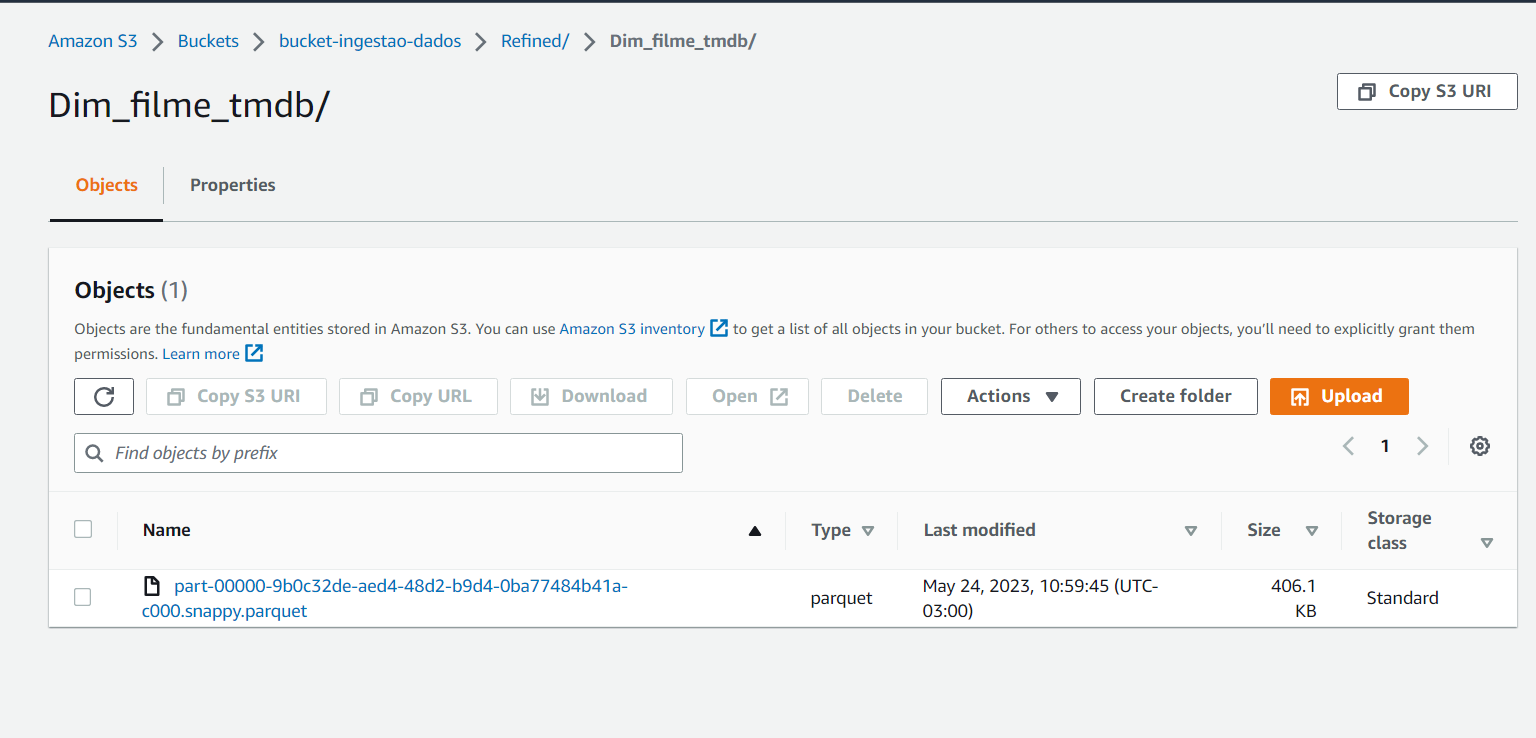 Amazon S3 > Buckets > bucket-ingestao-dados > Refined/ > Dim_filme_tmdb/
Dim_filme_tmdb/
Copy S3 URI
Objects
Properties
Objects (1)
Objects are the fundamental entities stored in Amazon S3. You can use Amazon S3 inventory to get a list of all objects in your bucket. For others to access your objects, you'll need to explicitly grant them
permissions. Learn more
Copy S3 URI Copy URL Download Open Delete Actions Create folder Upload
Find objects by prefix
1
Name Type Last modified Size Storage
class
part-00000-9b0c32de-aed4-48d2-b9d4-0ba77484b41a-
c000.snappy.parquet
parquet
May 24, 2023, 10:59:45 (UTC-
03:00)
406.1
KB
Standard